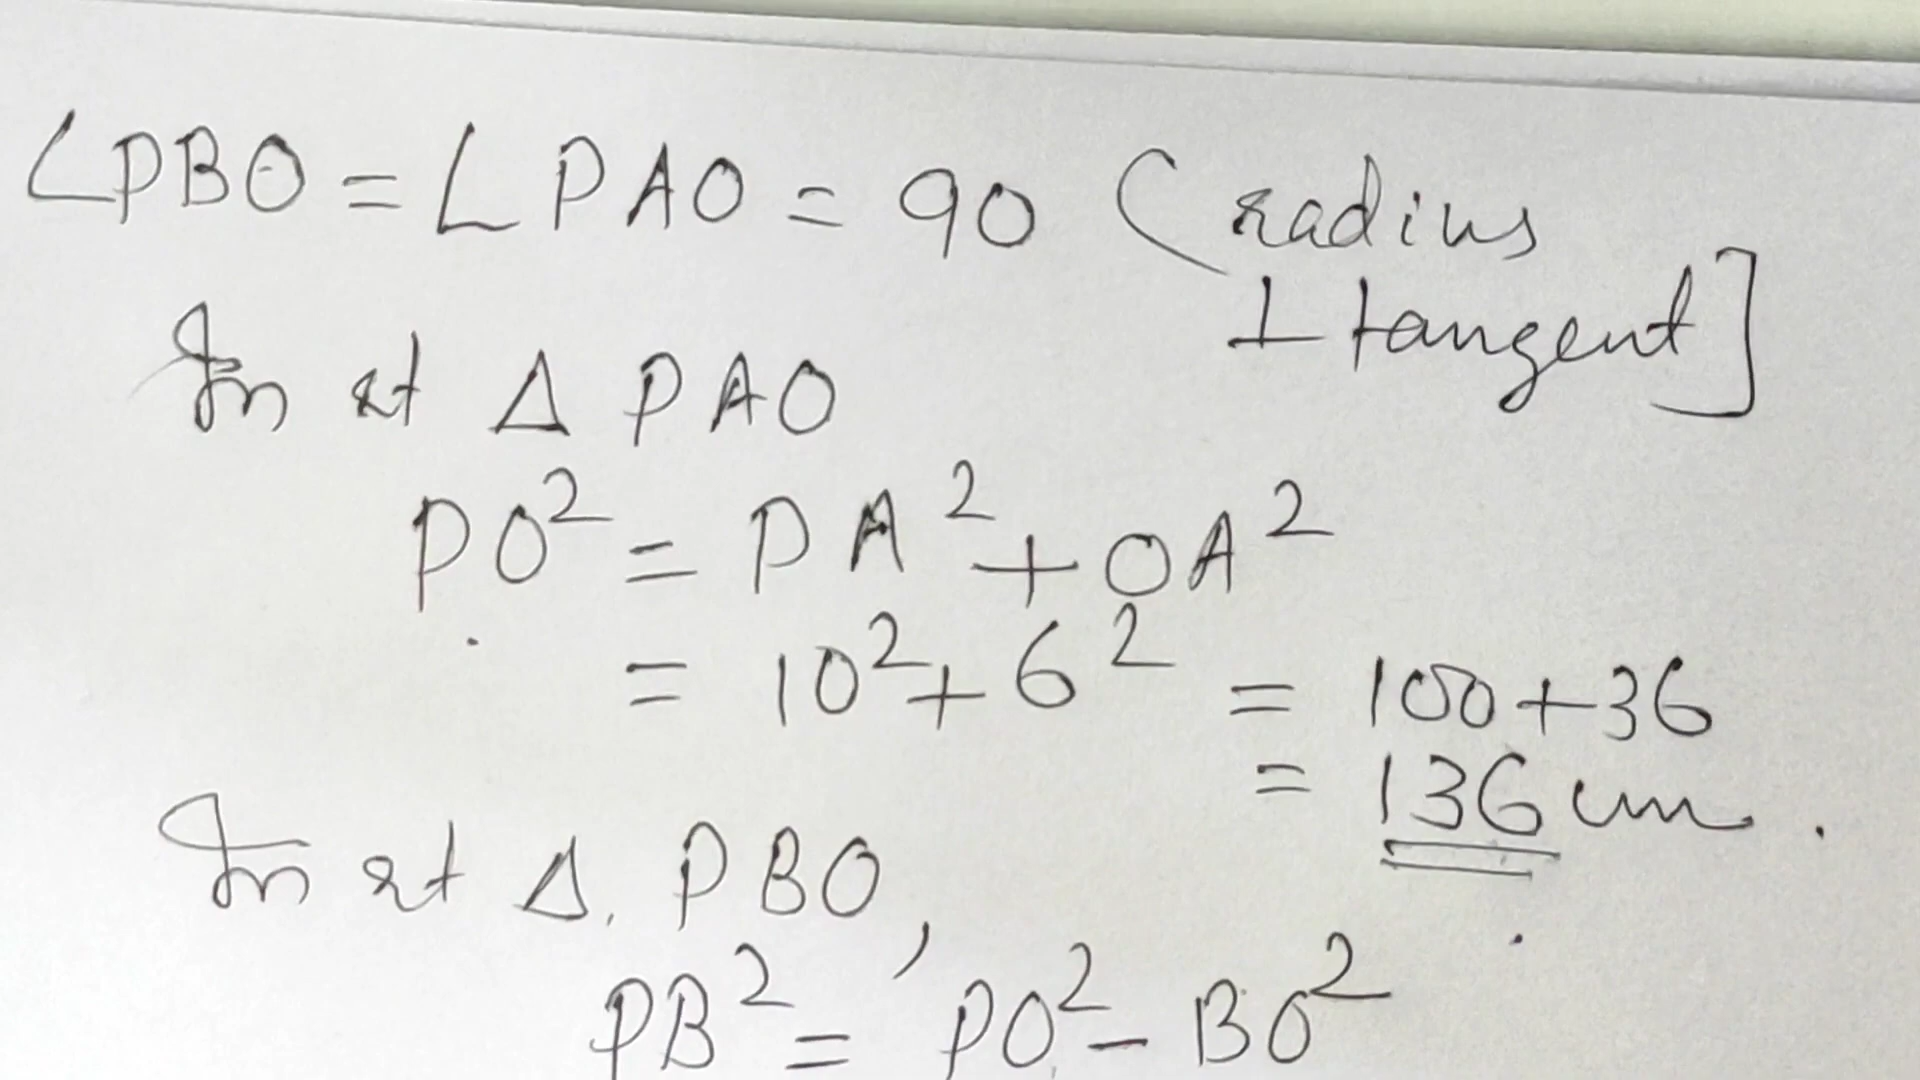 ∠PBO = ∠PAO = 90 (radius
⊥ tangent]
In rt Δ PAO
PO² = PA² + OA²
= 10² + 6² = 100 + 36
= 136 cm.
In rt Δ. PBO,
PB² = PO² - BO²